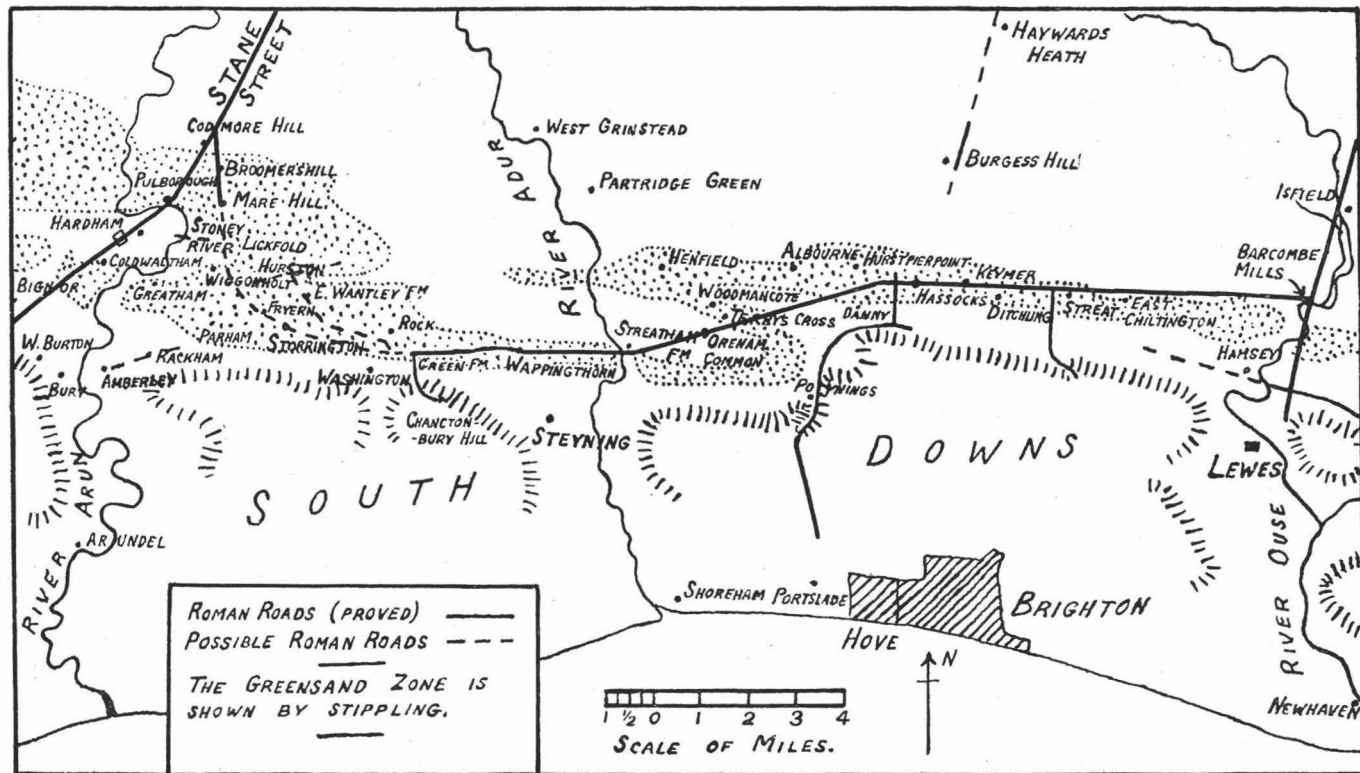 STANE
STREET
CODMORE HILL
BROOMERSHILL
PULBOROUGH
MARE HILL
HARDHAM
STONEY
RIVER
LICKFOLD
COLDWALTHAM
WIGGONHOLT
HURSTON
BIGNOR
GREATHAM
E. WANTLEY FM
FRYERN
ROCK
PARHAM
STORRINGTON
W. BURTON
RACKHAM
BURY
AMBERLEY
WASHINGTON
GREEN FM
WAPPINGTHORN
CHANCTON
-BURY HILL
STEYNING
RIVER ARUN
ARUNDEL
RIVER ADUR
WEST GRINSTEAD
PARTRIDGE GREEN
HAYWARDS
HEATH
BURGESS HILL
ISFIELD
BARCOMBE
MILLS
HENFIELD
ALBOURNE
HURSTPIERPOINT
KEYMER
WOODMANCOTE
HASSOCKS
TERRYS CROSS
DANNY
DITCHLING
STREAT
EAST
CHILTINGTON
STREATHAM
FM
ORENAM
COMMON
POYNINGS
HAMSEY
LEWES
SOUTH
DOWNS
RIVER OUSE
NEWHAVEN
SHOREHAM
PORTSLADE
HOVE
BRIGHTON
N
ROMAN ROADS (PROVED)
POSSIBLE ROMAN ROADS
THE GREENSAND ZONE IS
SHOWN BY STIPPLING.
1 ½ 0 1 2 3 4
SCALE OF MILES.